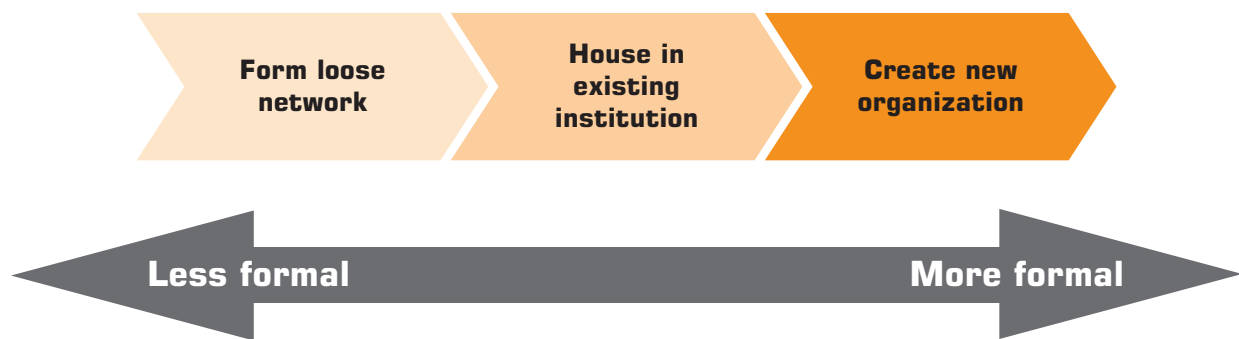 Form loose
network
House in
existing
institution
Create new
organization
Less formal
More formal